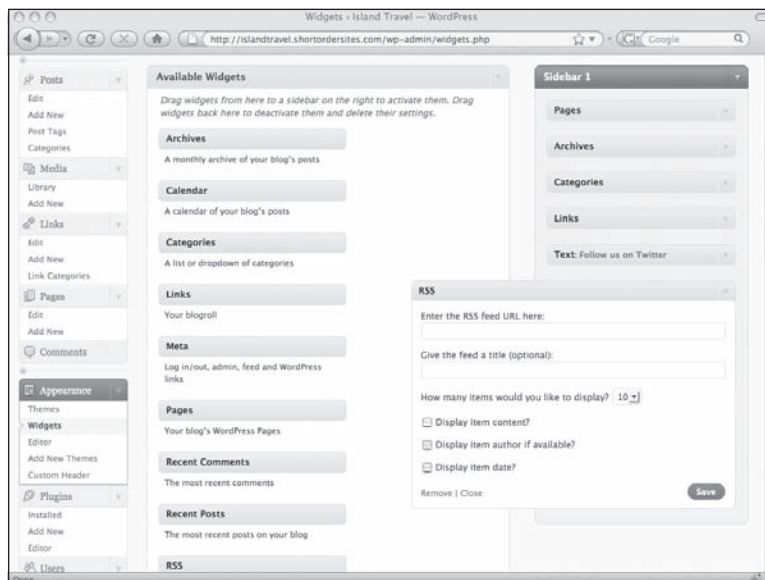 Widgets ‹ Island Travel — WordPress
http://islandtravel.shortordersites.com/wp-admin/widgets.php
Google
Posts
Edit
Add New
Post Tags
Categories
Media
Library
Add New
Links
Edit
Add New
Link Categories
Pages
Edit
Add New
Comments
Appearance
Themes
Widgets
Editor
Add New Themes
Custom Header
Plugins
Installed
Add New
Editor
Users
Available Widgets
Drag widgets from here to a sidebar on the right to activate them. Drag
widgets back here to deactivate them and delete their settings.
Archives
A monthly archive of your blog's posts
Calendar
A calendar of your blog's posts
Categories
A list or dropdown of categories
Links
Your blogroll
Meta
Log in/out, admin, feed and WordPress
links
Pages
Your blog's WordPress Pages
Recent Comments
The most recent comments
Recent Posts
The most recent posts on your blog
RSS
Sidebar 1
Pages
Archives
Categories
Links
Text: Follow us on Twitter
RSS
Enter the RSS feed URL here:
Give the feed a title (optional):
How many items would you like to display? 10
Display item content?
Display item author if available?
Display item date?
Remove | Close
Save
Done